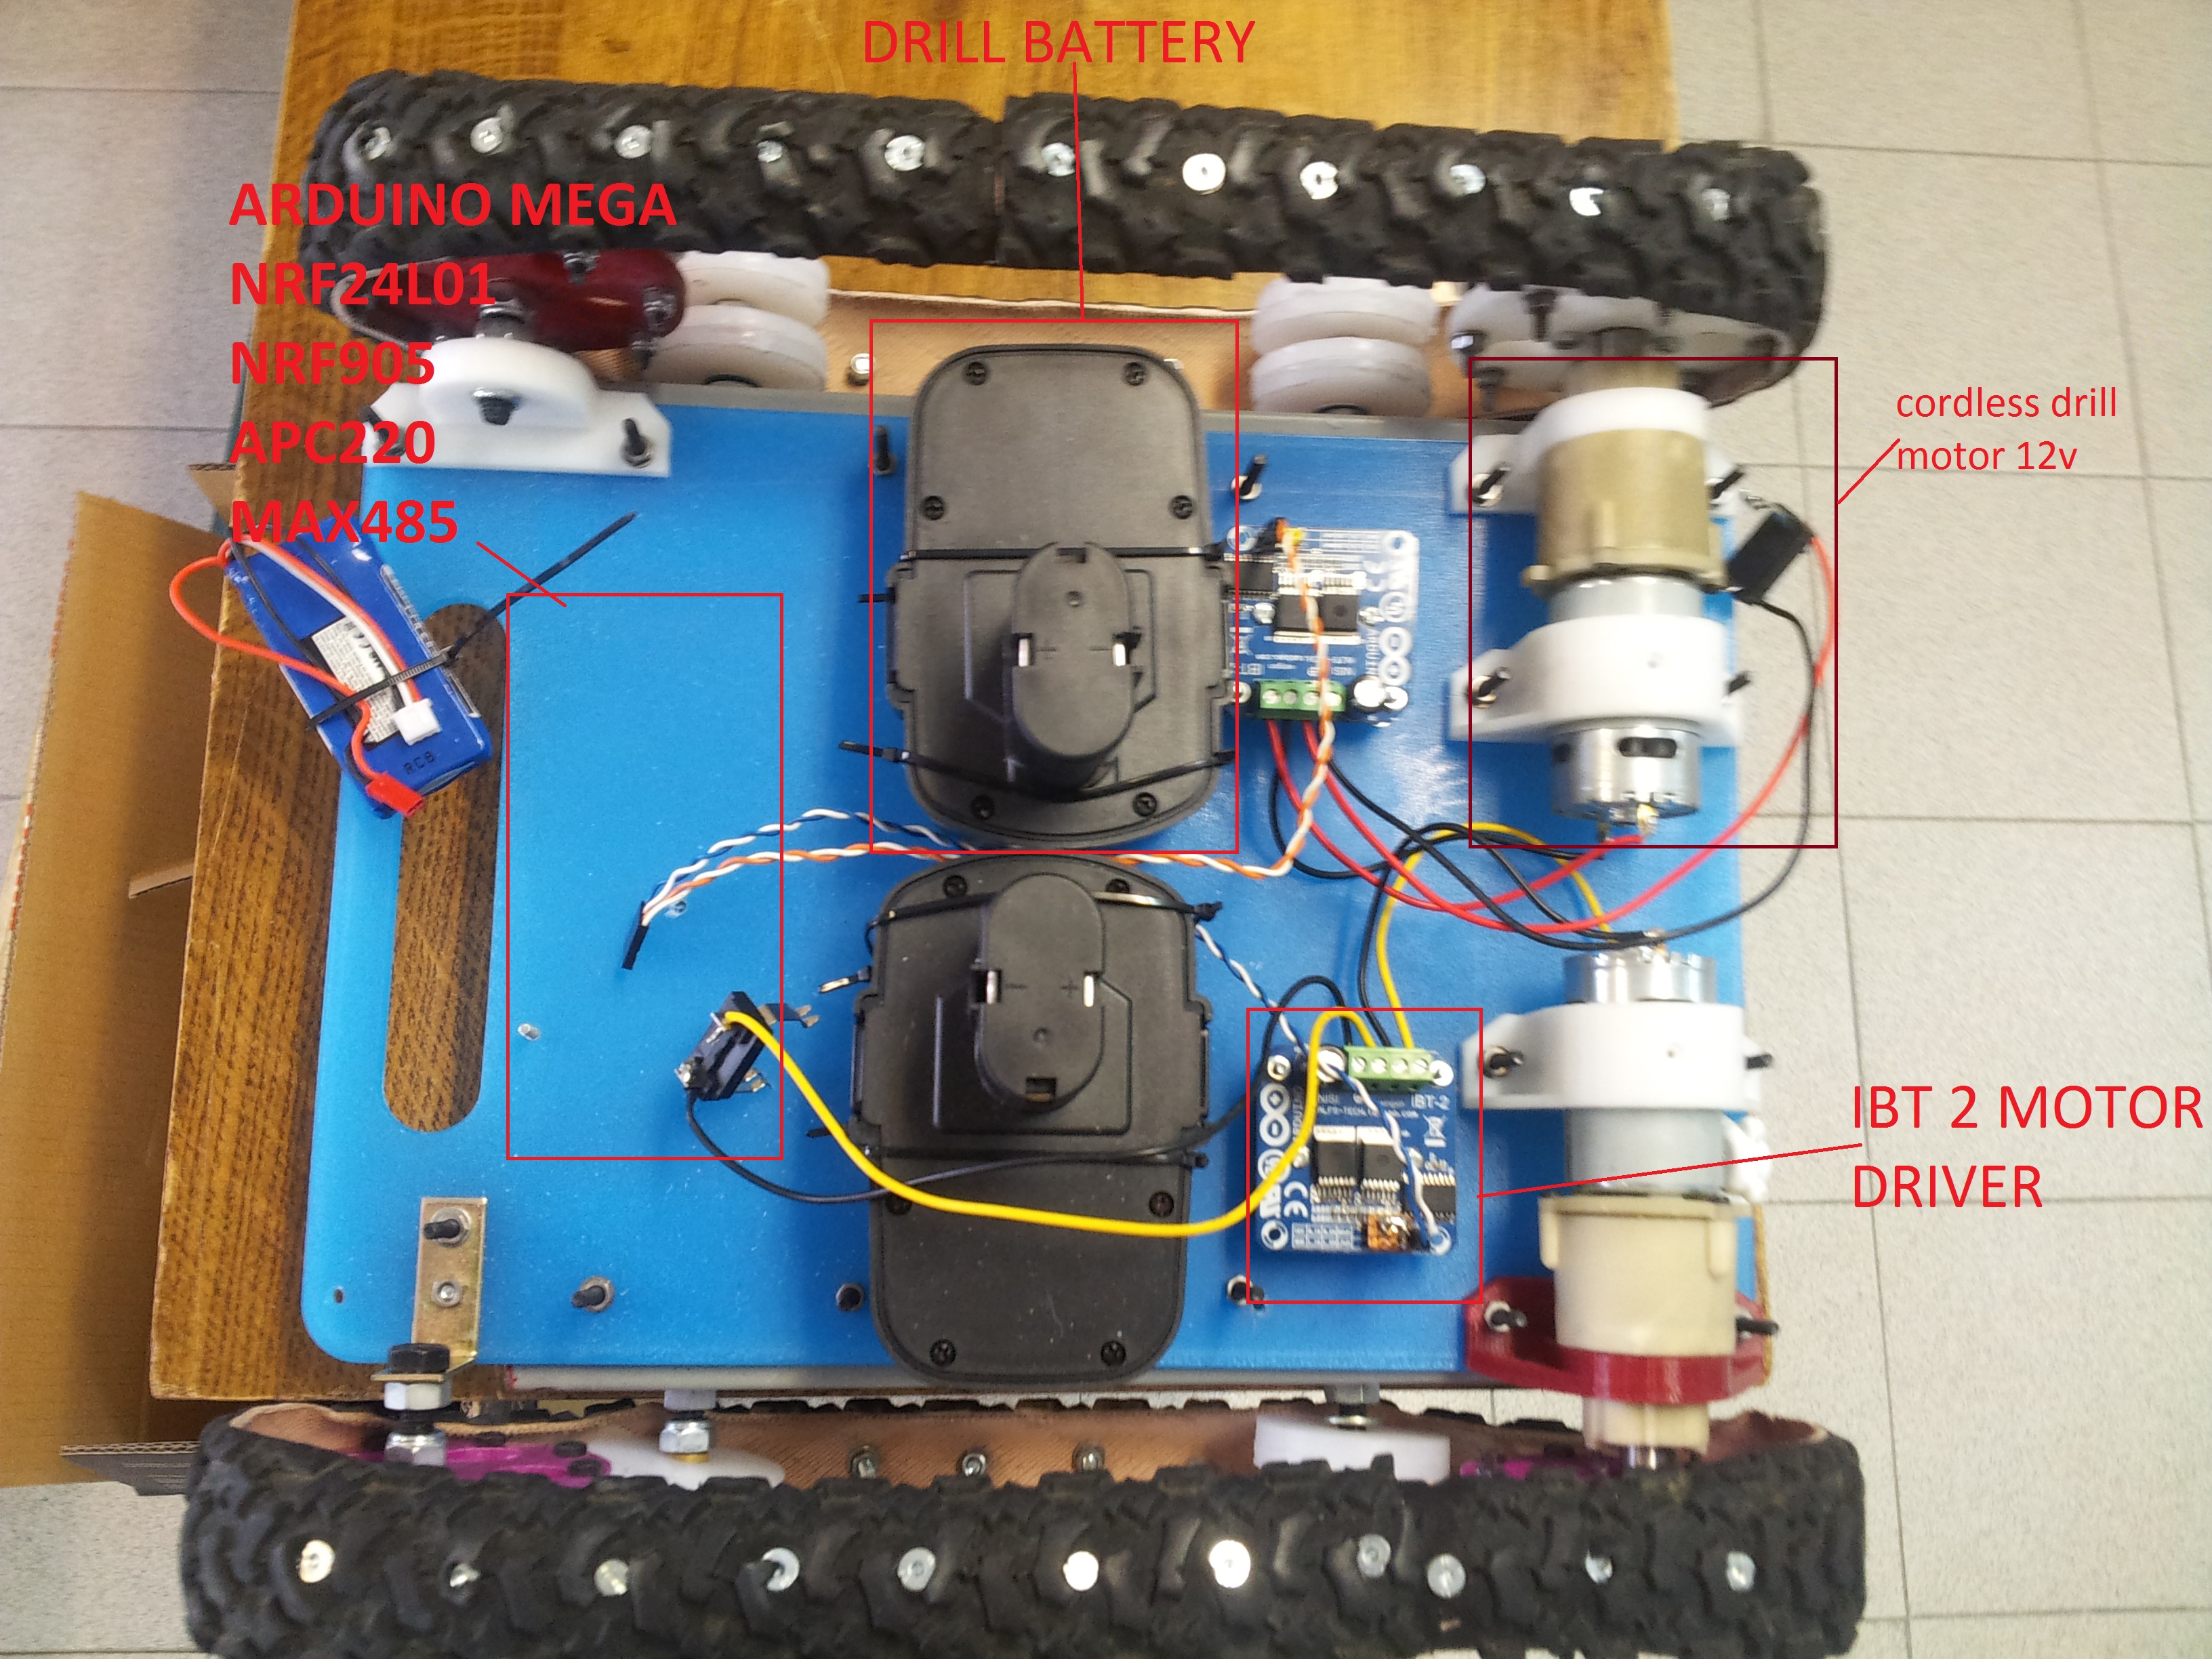 DRILL BATTERY
ARDUINO MEGA
NRF24L01
NRF905
APC220
MAX485
cordless drill
motor 12v
RCB
IBT-2
IBT 2 MOTOR
DRIVER